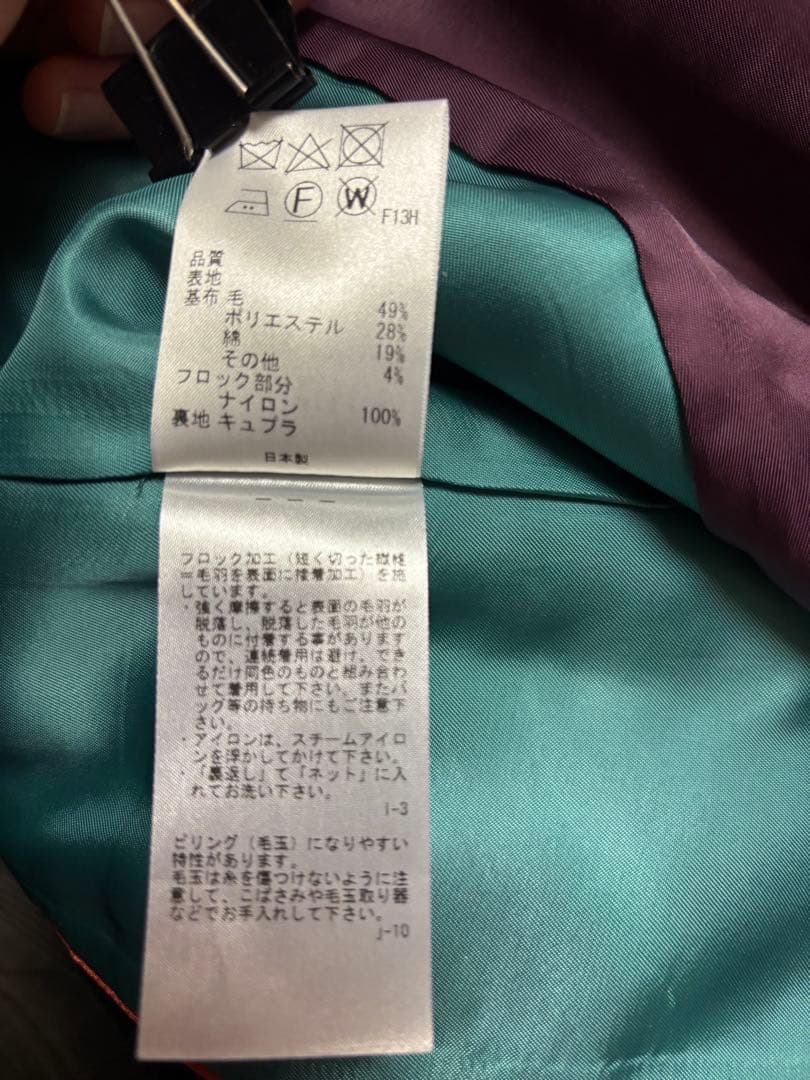 F
W
F13H
品質
表地
基布 毛 49%
ポリエステル 28%
綿 19%
その他 4%
フロック部分
ナイロン 100%
裏地 キュプラ
日本製
フロック加工(短く切った繊維
=毛羽を表面に接着加工)を施
しています。
・強く摩擦すると表面の毛羽が
脱落し、脱落した毛羽が他の
ものに付着する事があります
ので、連続着用は避け、でき
るだけ同色のものと組み合わ
せて着用して下さい。またバ
ッグ等の持ち物にもご注意下
さい。
・アイロンは、スチームアイロ
ンを浮かしてかけて下さい。
・「裏返し」て「ネット」に入
れてお洗い下さい。
i-3
ピリング(毛玉)になりやすい
特性があります。
毛玉は糸を傷つけないように注
意して、こばさみや毛玉取り器
などでお手入れして下さい。
j-10